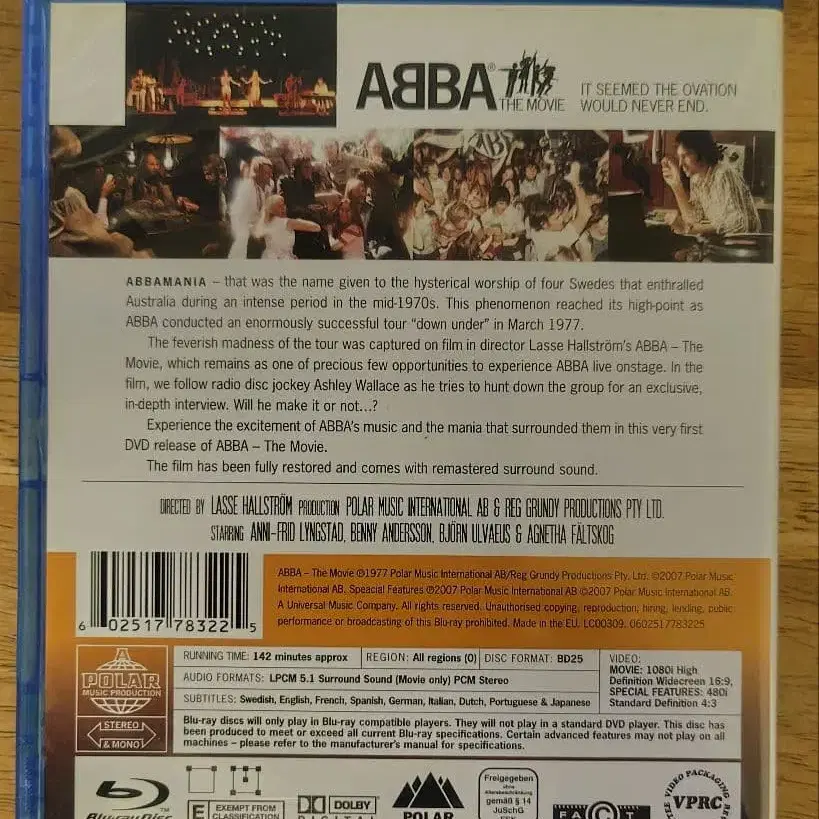 ABBA® THE MOVIE
IT SEEMED THE OVATION
WOULD NEVER END.
ABBAMANIA – that was the name given to the hysterical worship of four Swedes that enthralled
Australia during an intense period in the mid-1970s. This phenomenon reached its high-point as
ABBA conducted an enormously successful tour “down under” in March 1977.
The feverish madness of the tour was captured on film in director Lasse Hallström's ABBA – The
Movie, which remains as one of precious few opportunities to experience ABBA live onstage. In the
film, we follow radio disc jockey Ashley Wallace as he tries to hunt down the group for an exclusive,
in-depth interview. Will he make it or not...?
Experience the excitement of ABBA's music and the mania that surrounded them in this very first
DVD release of ABBA – The Movie.
The film has been fully restored and comes with remastered surround sound.
DIRECTED BY LASSE HALLSTRÖM PRODUCTION POLAR MUSIC INTERNATIONAL AB & REG GRUNDY PRODUCTIONS PTY LTD.
STARRING ANNI-FRID LYNGSTAD, BENNY ANDERSSON, BJÖRN ULVAEUS & AGNETHA FÄLTSKOG
6 02517 78322 5
ABBA – The Movie ℗1977 Polar Music International AB/Reg Grundy Productions Pty, Ltd. ©2007 Polar Music
International AB. Speacial Features ℗2007 Polar Music International AB ©2007 Polar Music International AB.
A Universal Music Company. All rights reserved. Unauthorised copying, reproduction, hiring, lending, public
performance or broadcasting of this Blu-ray prohibited. Made in the EU. LC00309. 0602517783225
A
POLAR
MUSIC PRODUCTION
STEREO
& MONO
RUNNING TIME: 142 minutes approx
REGION: All regions (0)
DISC FORMAT: BD25
AUDIO FORMATS: LPCM 5.1 Surround Sound (Movie only) PCM Stereo
SUBTITLES: Swedish, English, French, Spanish, German, Italian, Dutch, Portuguese & Japanese
VIDEO:
MOVIE: 1080i High
Definition Widescreen 16:9,
SPECIAL FEATURES: 480i
Standard Definition 4:3
Blu-ray discs will only play in Blu-ray compatible players. They will not play in a standard DVD player. This disc has
been produced to meet or exceed all current Blu-ray specifications. Certain advanced features may not play on all
machines – please refer to the manufacturer's manual for specifications.
Blu-ray Disc
E EXEMPT FROM
CLASSIFICATION
DOLBY
DIGITAL
POLAR
Freigegeben
ohne
Altersbeschränkung
gemäß § 14
JuSchG
FSK
FACT
VIDEO PACKAGING
VPRC